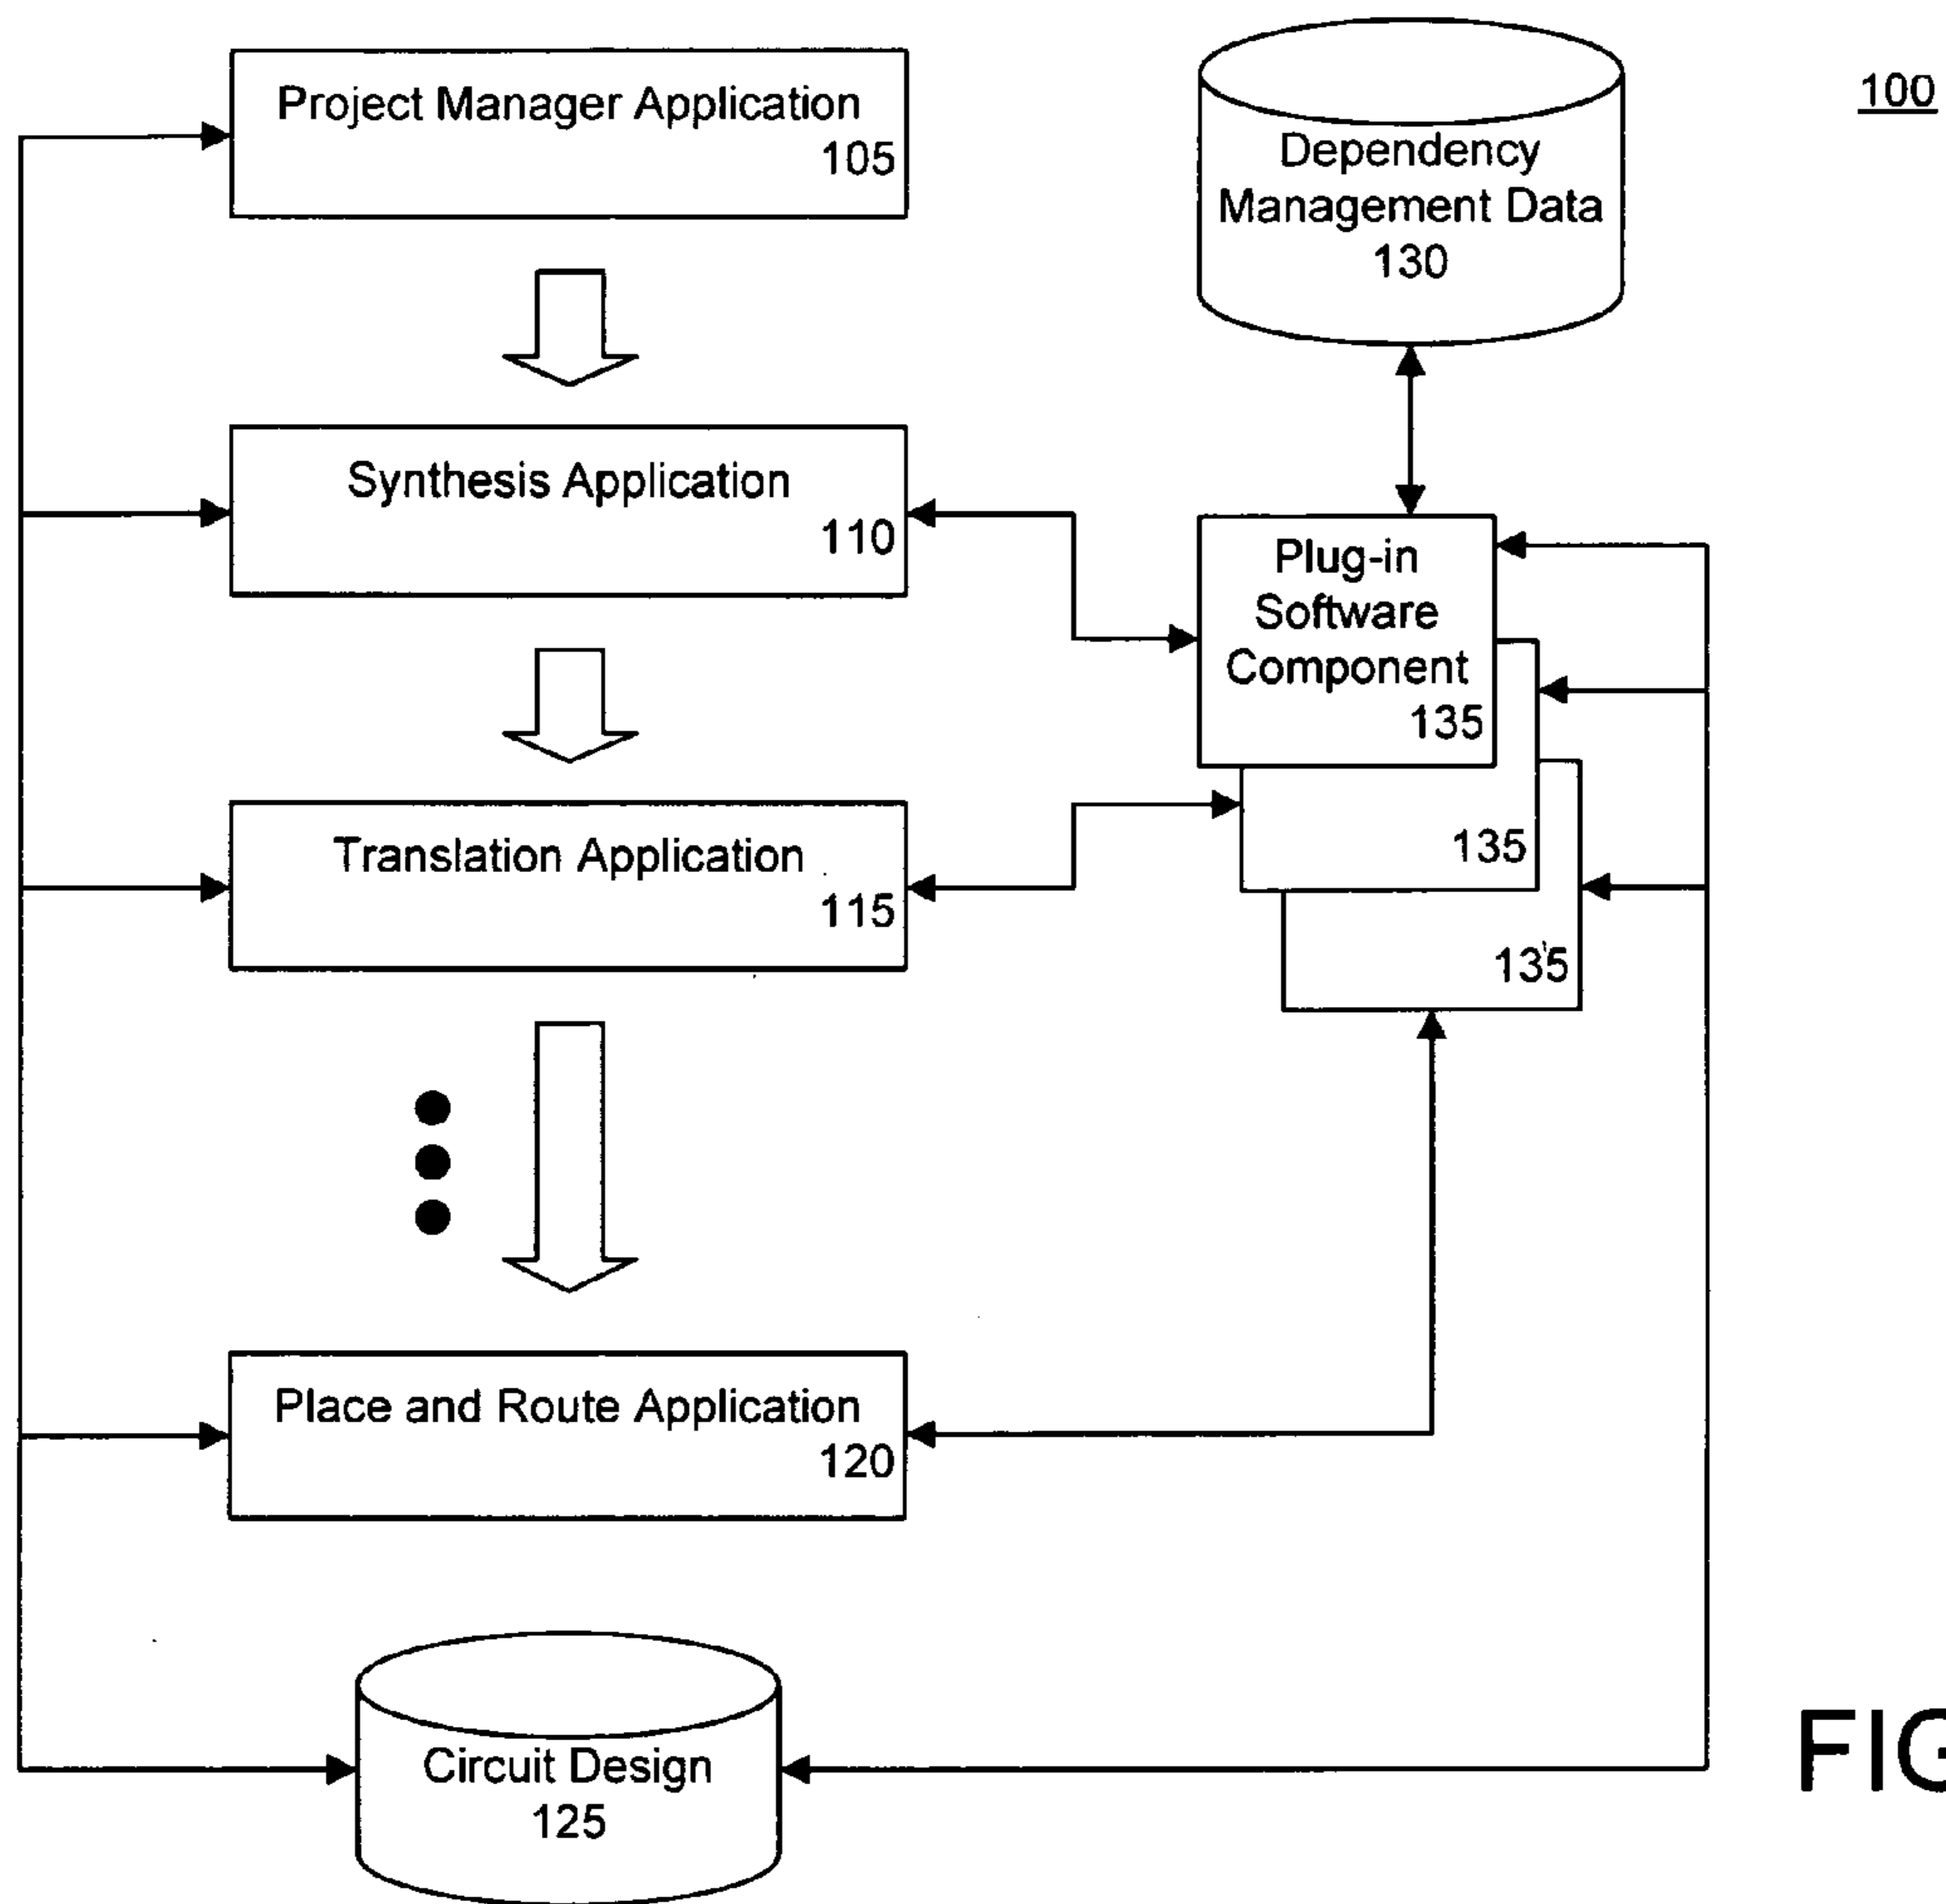 Project Manager Application
105
Dependency
Management Data
130
100
Synthesis Application
110
Plug-in
Software
Component
135
Translation Application
115
135
135
Place and Route Application
120
Circuit Design
125
FIG